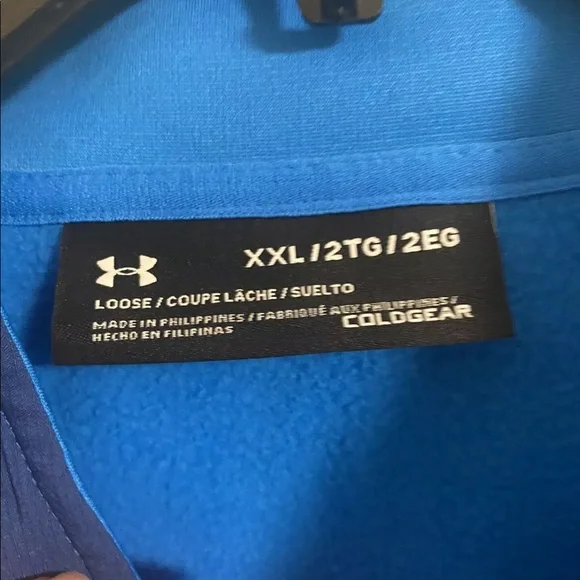 XXL/2TG/2EG
LOOSE / COUPE LÂCHE / SUELTO
MADE IN PHILIPPINES / FABRIQUÉ AUX PHILIPPINES /
HECHO EN FILIPINAS
COLDGEAR